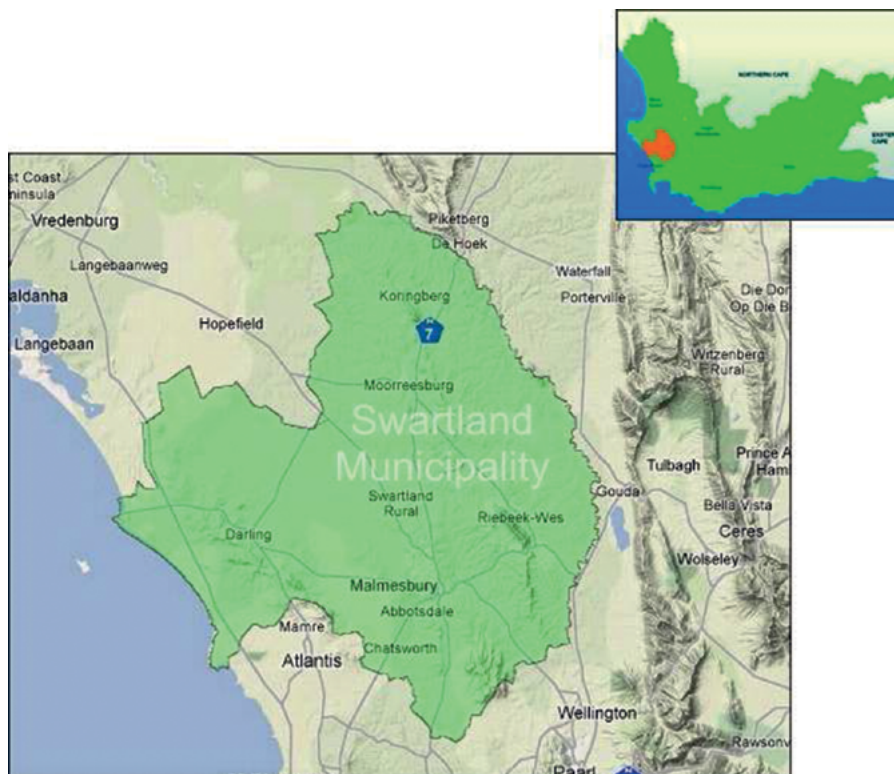 NORTHERN CAPE
EASTERN
CAPE
st Coast
ninsula
Vredenburg
Langebaanweg
aldanha
Langebaan
Hopefield
Piketberg
De Hoek
Koringberg
7
Waterfall
Porterville
Die Dor
Op Die B
Witzenberg
Rural
Moorreesburg
Swartland
Municipality
Swartland
Rural
Riebeek-Wes
Gouda
Tulbagh
Prince A
Ham
Bella Vista
Ceres
Wolseley
Darling
Malmesbury
Abbotsdale
Mamre
Atlantis
Chatsworth
Wellington
Rawsonv
Paarl